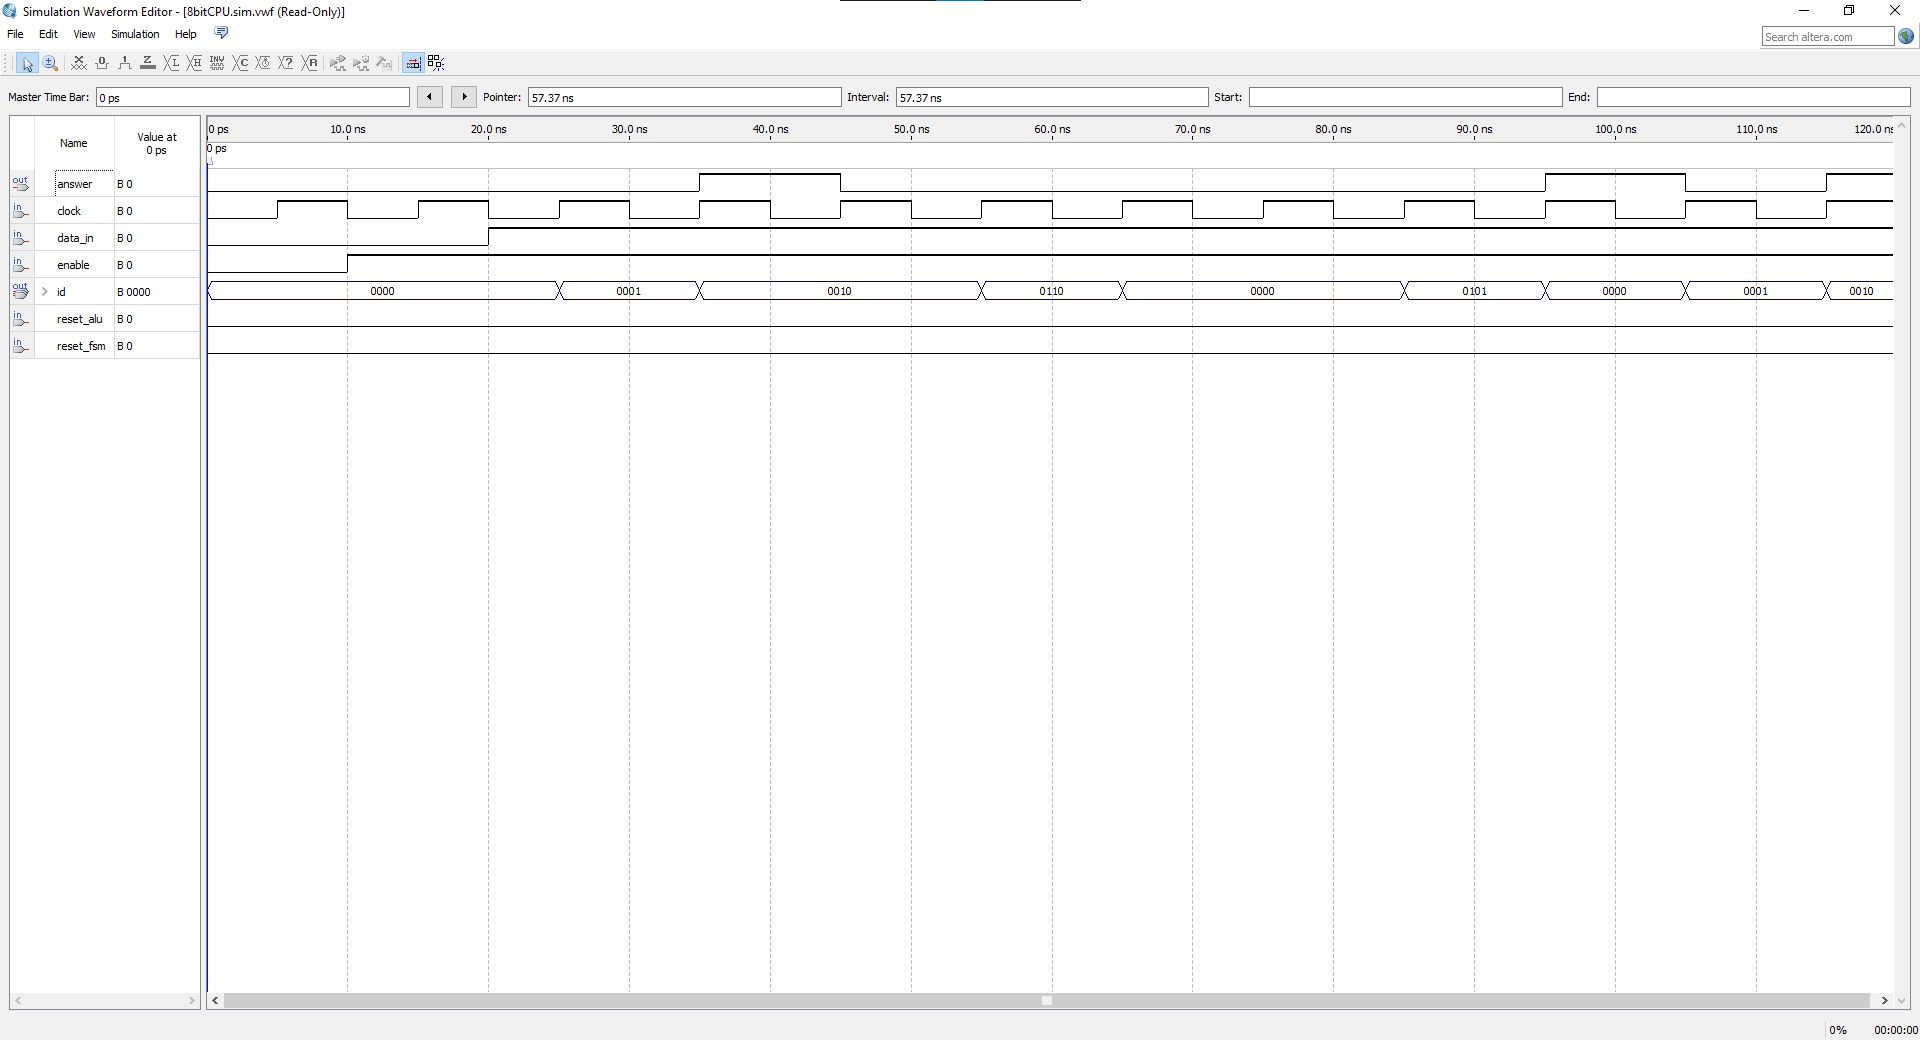 Simulation Waveform Editor - [8bitCPU.sim.vwf (Read-Only)]
File Edit View Simulation Help
Search altera.com
Master Time Bar: 0 ps Pointer: 57.37 ns Interval: 57.37 ns Start: End:
Name Value at 0 ps
0 ps 10.0 ns 20.0 ns 30.0 ns 40.0 ns 50.0 ns 60.0 ns 70.0 ns 80.0 ns 90.0 ns 100.0 ns 110.0 ns 120.0 ns
0 ps
out answer B 0
in clock B 0
in data_in B 0
in enable B 0
out id B 0000 0000 0001 0010 0110 0000 0101 0000 0001 0010
in reset_alu B 0
in reset_fsm B 0
0% 00:00:00